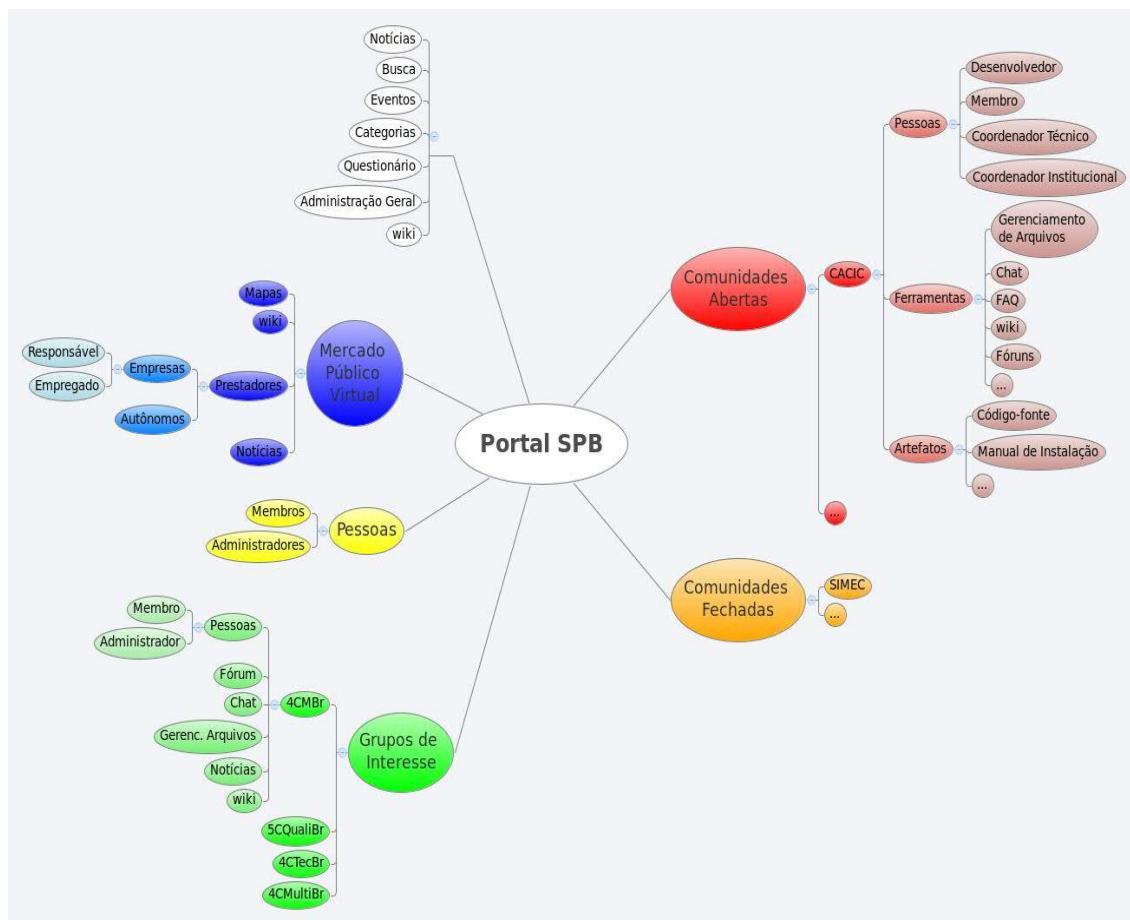 Portal SPB
Notícias
Busca
Eventos
Categorias
Questionário
Administração Geral
wiki
Mercado
Público
Virtual
Mapas
wiki
Prestadores
Empresas
Responsável
Empregado
Autônomos
Notícias
Pessoas
Membros
Administradores
Grupos de
Interesse
4CMBr
Pessoas
Membro
Administrador
Fórum
Chat
Gerenc. Arquivos
Notícias
wiki
5CQualiBr
4CTecBr
4CMultiBr
Comunidades
Abertas
CACIC
Pessoas
Desenvolvedor
Membro
Coordenador Técnico
Coordenador Institucional
Ferramentas
Gerenciamento
de Arquivos
Chat
FAQ
wiki
Fóruns
...
Artefatos
Código-fonte
Manual de Instalação
...
...
Comunidades
Fechadas
SIMEC
...